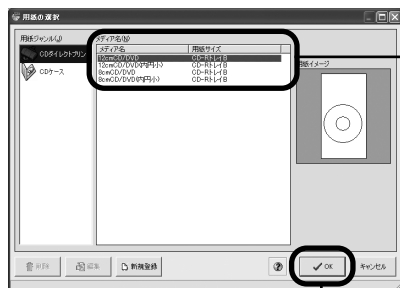 用紙の選択
用紙ジャンル(J)
CDダイレクトプリン
CDケース
メディア名(N)
メディア名 用紙サイズ
12cmCD/DVD CD-RトレイB
12cmCD/DVD(内円小) CD-RトレイB
8cmCD/DVD CD-RトレイB
8cmCD/DVD(内円小) CD-RトレイB
用紙イメージ
削除
編集
新規登録
OK
キャンセル